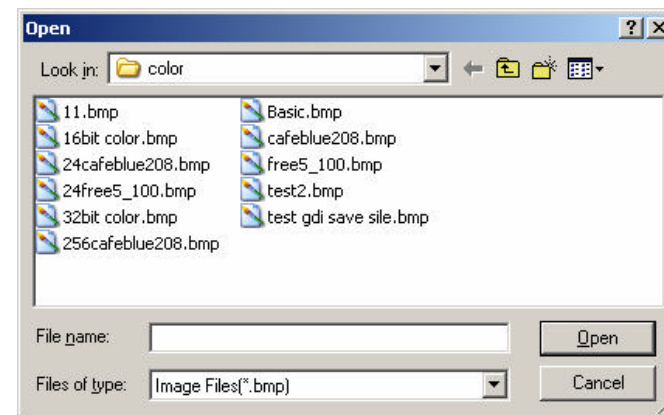 Open
Look in: color
11.bmp
16bit color.bmp
24cafeblue208.bmp
24free5_100.bmp
32bit color.bmp
256cafeblue208.bmp
Basic.bmp
cafeblue208.bmp
free5_100.bmp
test2.bmp
test gdi save sile.bmp
File name:
Open
Files of type: Image Files(*.bmp)
Cancel